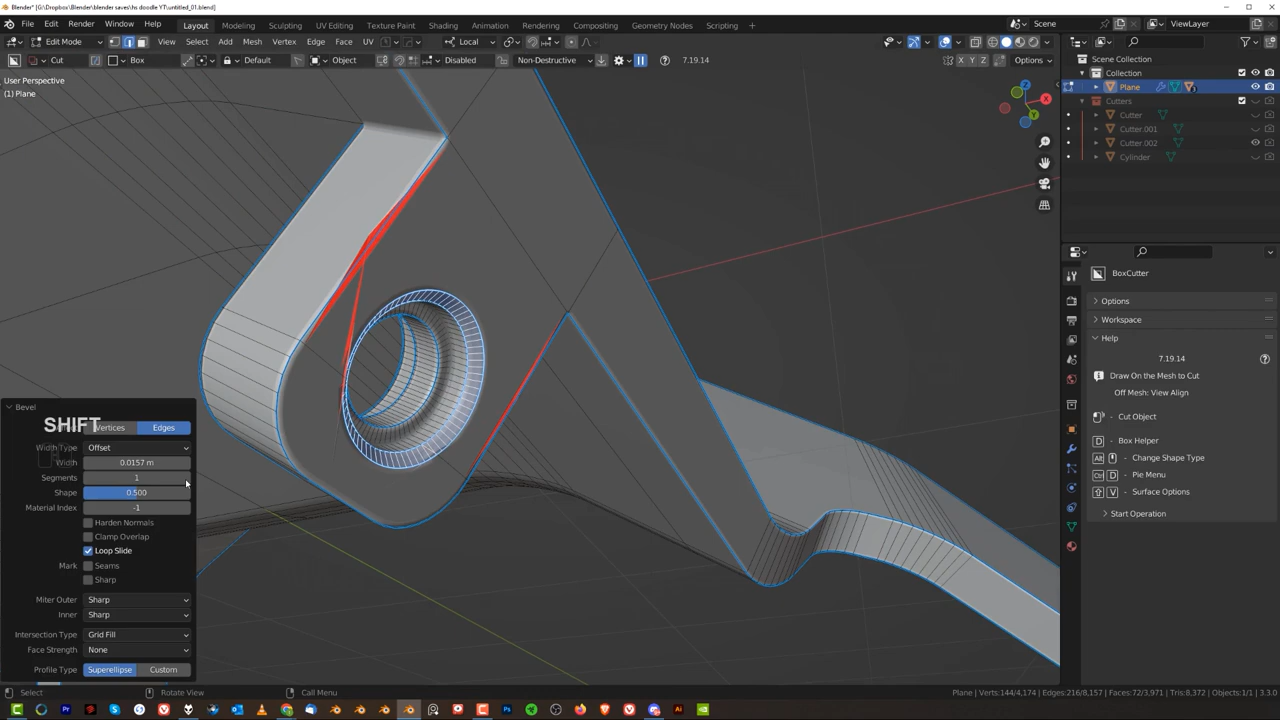 Blender* [G:\Dropbox\Blender\blender saves\hs doodle YT\untitled_01.blend]
File Edit Render Window Help Layout Modeling Sculpting UV Editing Texture Paint Shading Animation Rendering Compositing Geometry Nodes Scripting Scene ViewLayer
Edit Mode View Select Add Mesh Vertex Edge Face UV Local
Cut Box Default Object Disabled Non-Destructive 7.19.14 X Y Z Options
User Perspective
(1) Plane
Scene Collection
Collection
Plane
Cutters
Cutter
Cutter.001
Cutter.002
Cylinder
X
Y
Z
BoxCutter
Options
Workspace
Help
7.19.14
Draw On the Mesh to Cut
Off Mesh: View Align
- Cut Object
D - Box Helper
Alt - Change Shape Type
Ctrl D - Pie Menu
V - Surface Options
Start Operation
Bevel
SHIFT
Vertices Edges
Width Type Offset
Width 0.0157 m
Segments 1
Shape 0.500
Material Index -1
Harden Normals
Clamp Overlap
Loop Slide
Mark Seams
Sharp
Miter Outer Sharp
Inner Sharp
Intersection Type Grid Fill
Face Strength None
Profile Type Superellipse Custom
Select Rotate View Call Menu Plane | Verts:144/4,174 | Edges:216/8,157 | Faces:72/3,971 | Tris:8,372 | Objects:1/1 | 3.3.0